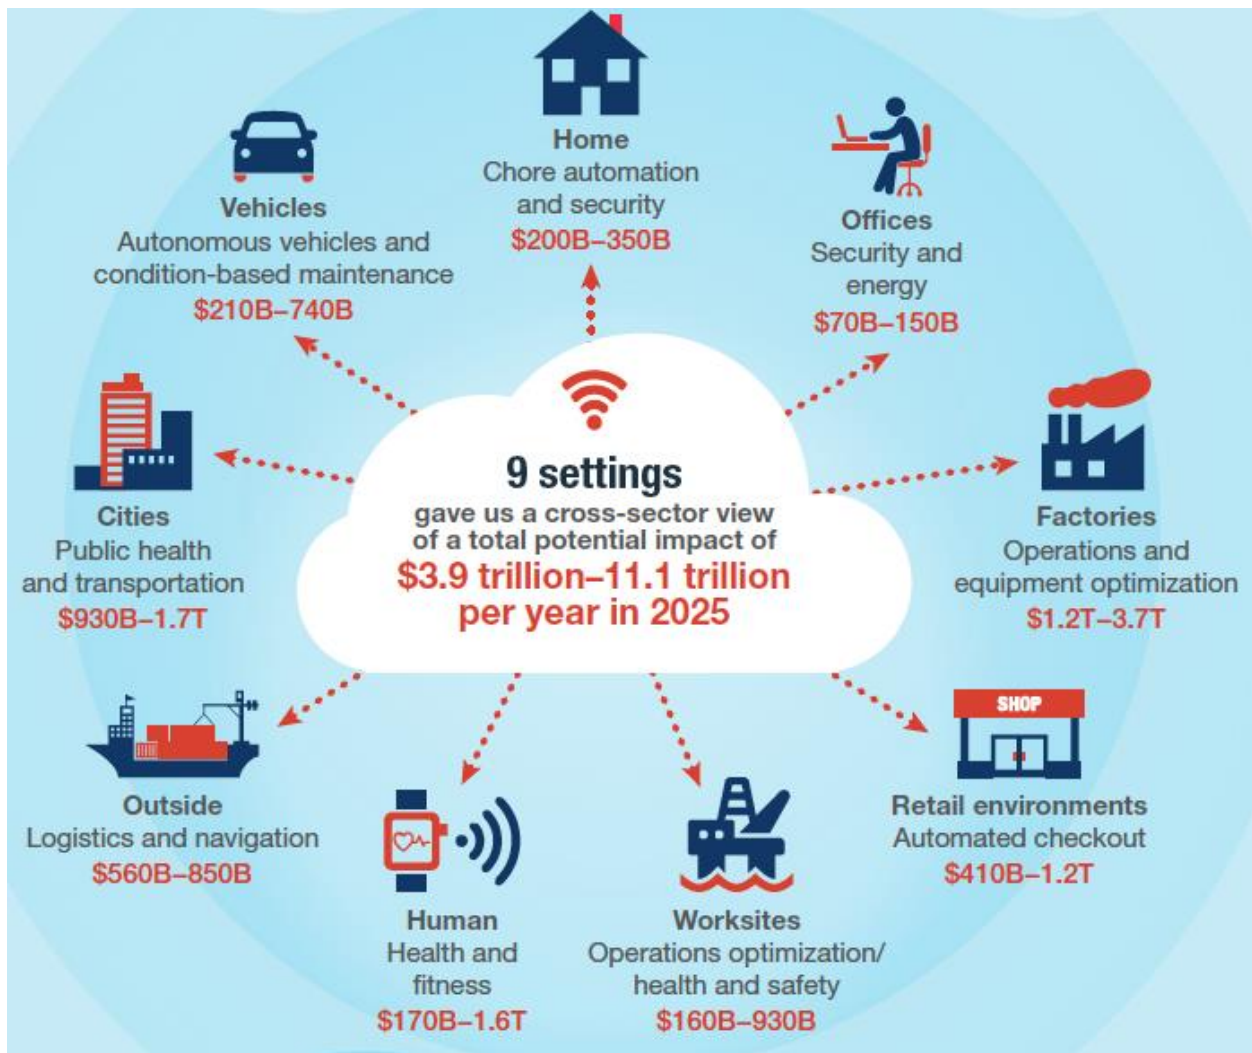 Home
Chore automation
and security
$200B–350B
Vehicles
Autonomous vehicles and
condition-based maintenance
$210B–740B
Offices
Security and
energy
$70B–150B
9 settings
gave us a cross-sector view
of a total potential impact of
$3.9 trillion–11.1 trillion
per year in 2025
Cities
Public health
and transportation
$930B–1.7T
Factories
Operations and
equipment optimization
$1.2T–3.7T
Outside
Logistics and navigation
$560B–850B
SHOP
Retail environments
Automated checkout
$410B–1.2T
Human
Health and
fitness
$170B–1.6T
Worksites
Operations optimization/
health and safety
$160B–930B